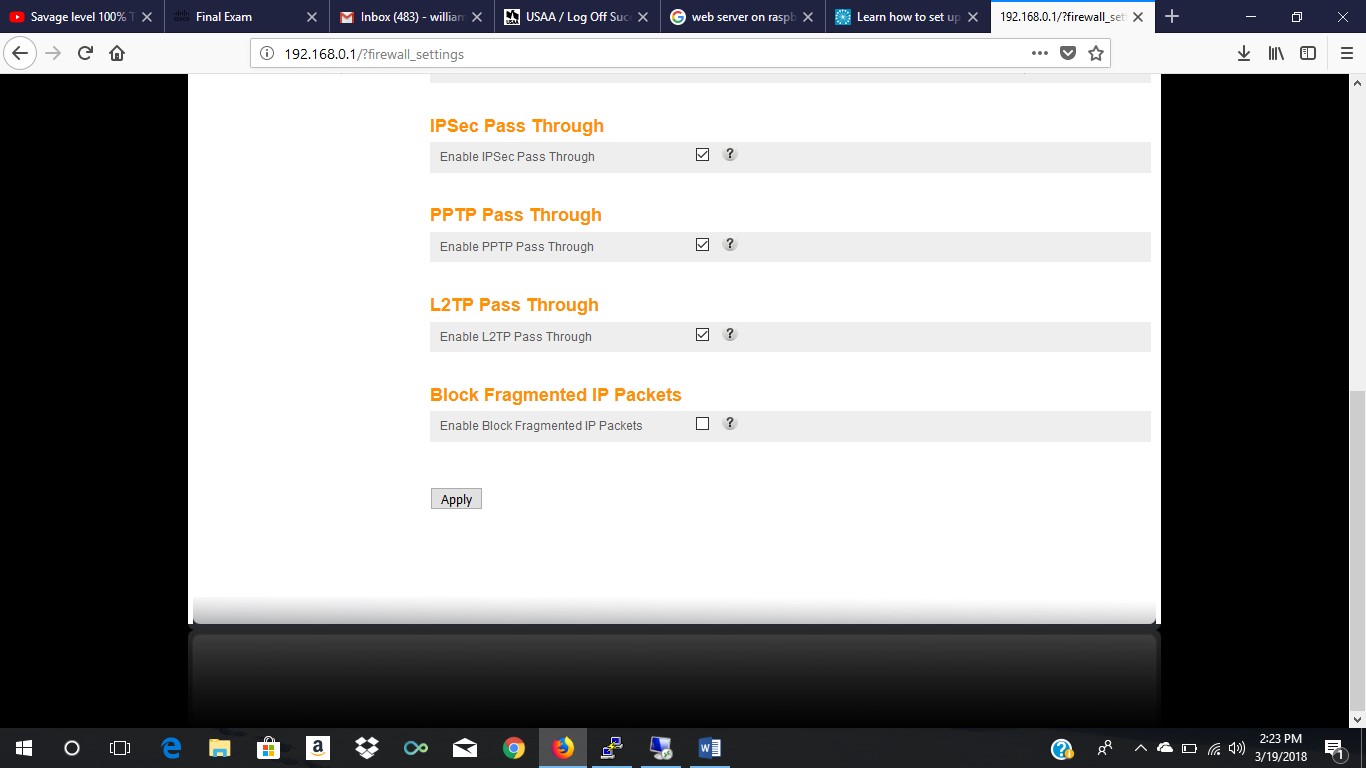 Savage level 100% T
Final Exam
Inbox (483) - william
USAA / Log Off Suc
web server on raspb
Learn how to set up
192.168.0.1/?firewall_set
192.168.0.1/?firewall_settings
IPSec Pass Through
Enable IPSec Pass Through
?
PPTP Pass Through
Enable PPTP Pass Through
?
L2TP Pass Through
Enable L2TP Pass Through
?
Block Fragmented IP Packets
Enable Block Fragmented IP Packets
?
Apply
2:23 PM
3/19/2018
1